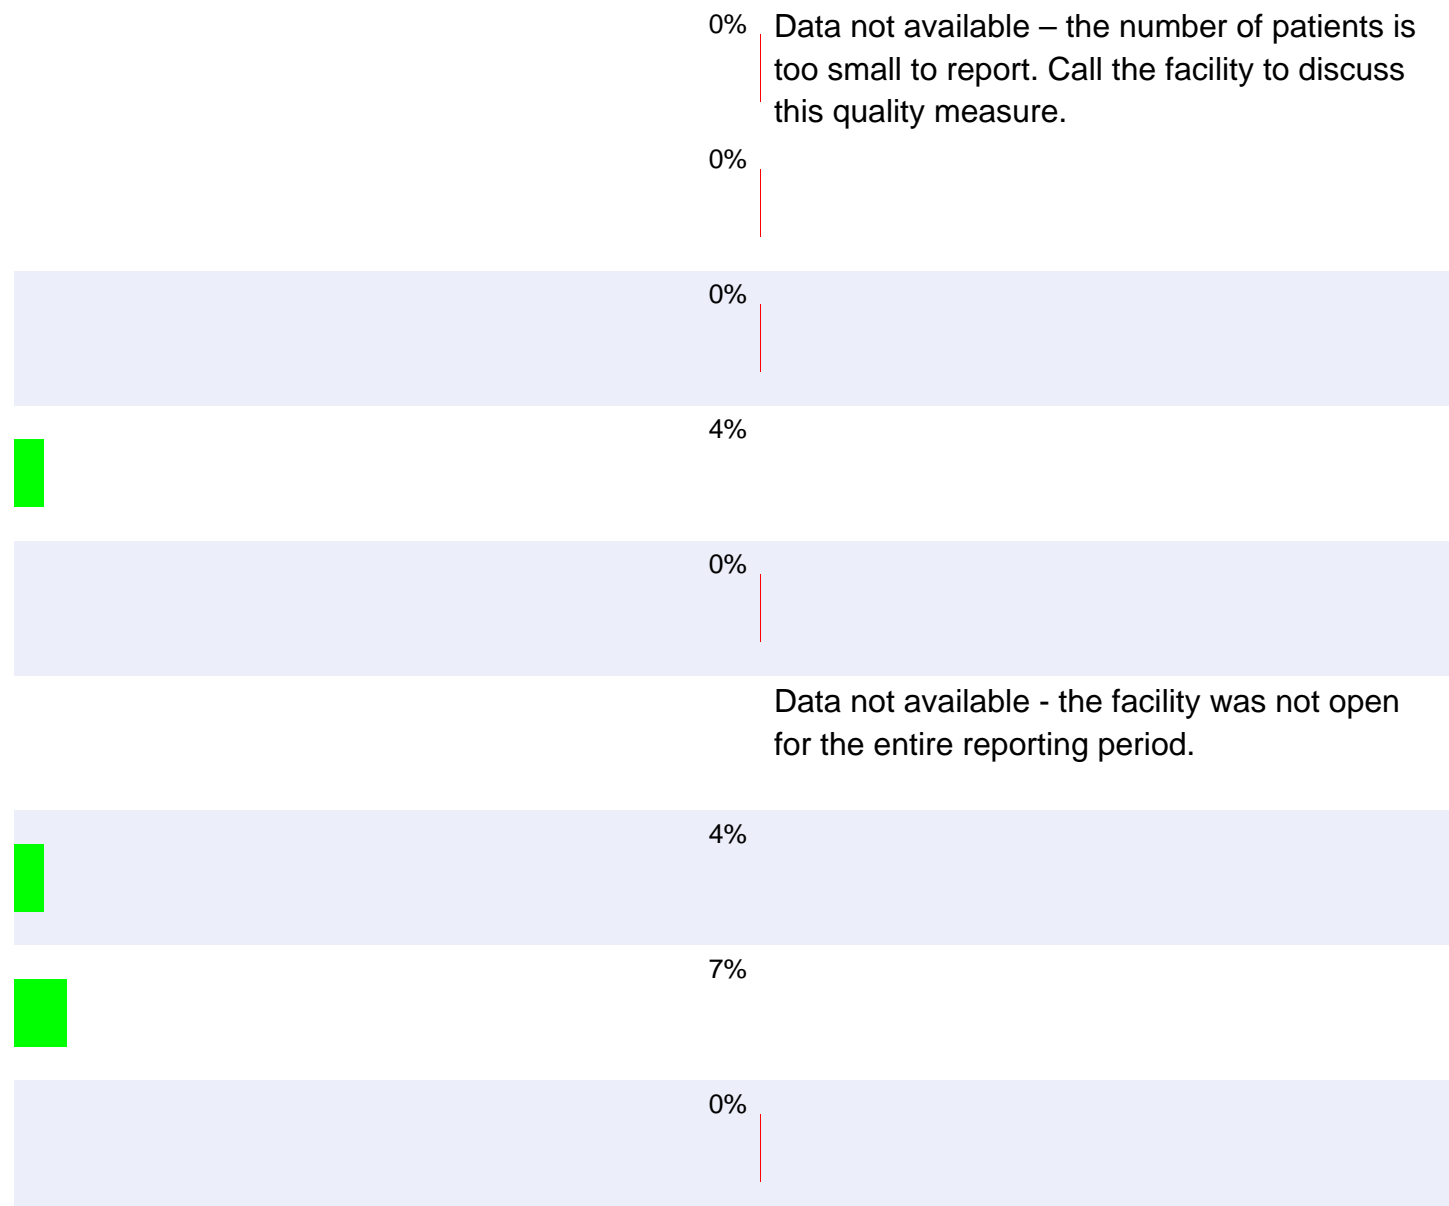 0% Data not available – the number of patients is
too small to report. Call the facility to discuss
this quality measure.
0%
0%
4%
0%
Data not available - the facility was not open
for the entire reporting period.
4%
7%
0%